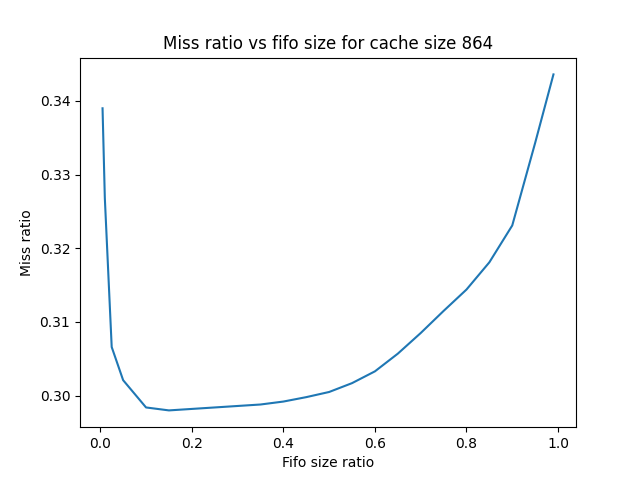 Miss ratio vs fifo size for cache size 864
0.34
0.33
0.32
0.31
0.30
Miss ratio
0.0 0.2 0.4 0.6 0.8 1.0
Fifo size ratio